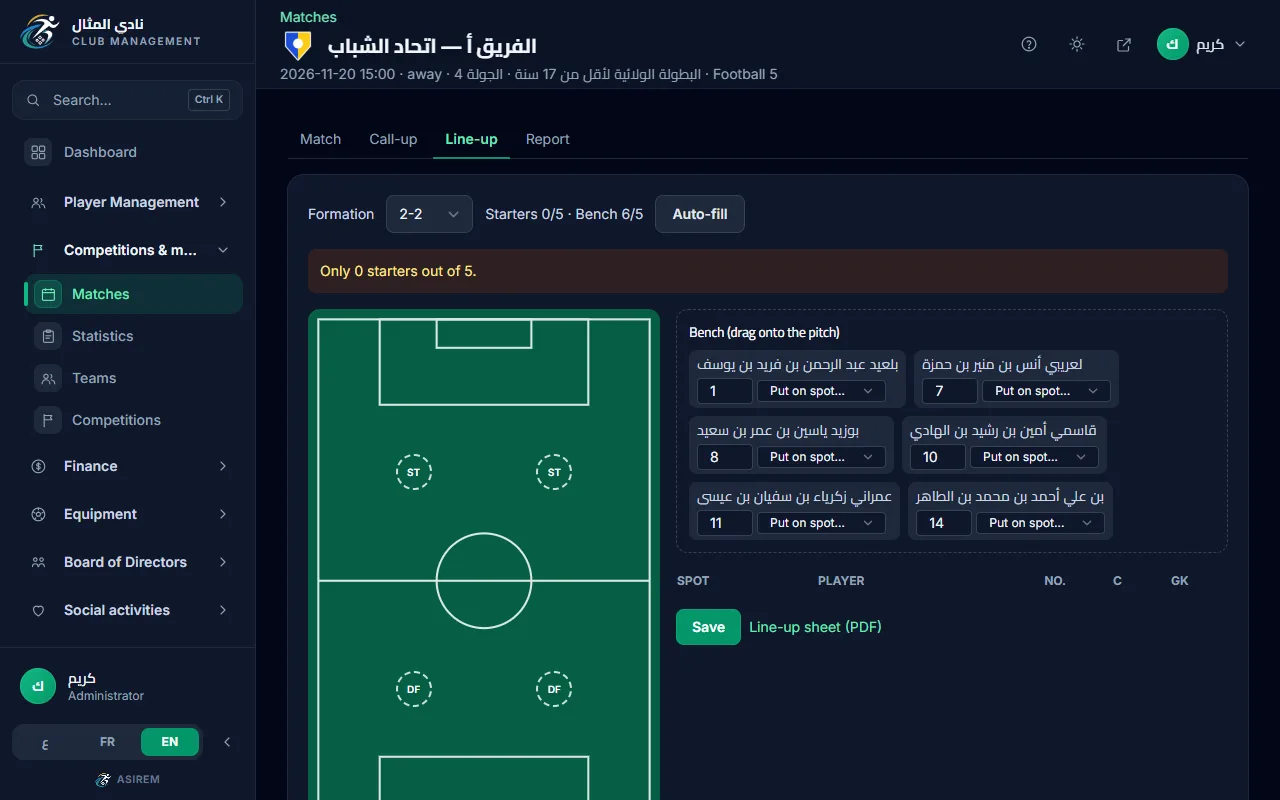 نادي المثال
CLUB MANAGEMENT
Search...
Ctrl K
Dashboard
Player Management
Competitions & m...
Matches
Statistics
Teams
Competitions
Finance
Equipment
Board of Directors
Social activities
ك
كريم
Administrator
ع
FR
EN
ASIREM
Matches
الفريق أ — اتحاد الشباب
2026-11-20 15:00 · away · الجولة 4 · البطولة الولائية لأقل من 17 سنة · Football 5
ك
كريم
Match
Call-up
Line-up
Report
Formation
2-2
Starters 0/5 · Bench 6/5
Auto-fill
Only 0 starters out of 5.
ST
ST
DF
DF
Bench (drag onto the pitch)
بلعيد عبد الرحمن بن فريد بن يوسف
1
Put on spot...
لعريبي أنس بن منير بن حمزة
7
Put on spot...
بوزيد ياسين بن عمر بن سعيد
8
Put on spot...
قاسمي أمين بن رشيد بن الهادي
10
Put on spot...
عمراني زكرياء بن سفيان بن عيسى
11
Put on spot...
بن علي أحمد بن محمد بن الطاهر
14
Put on spot...
SPOT
PLAYER
NO.
C
GK
Save
Line-up sheet (PDF)